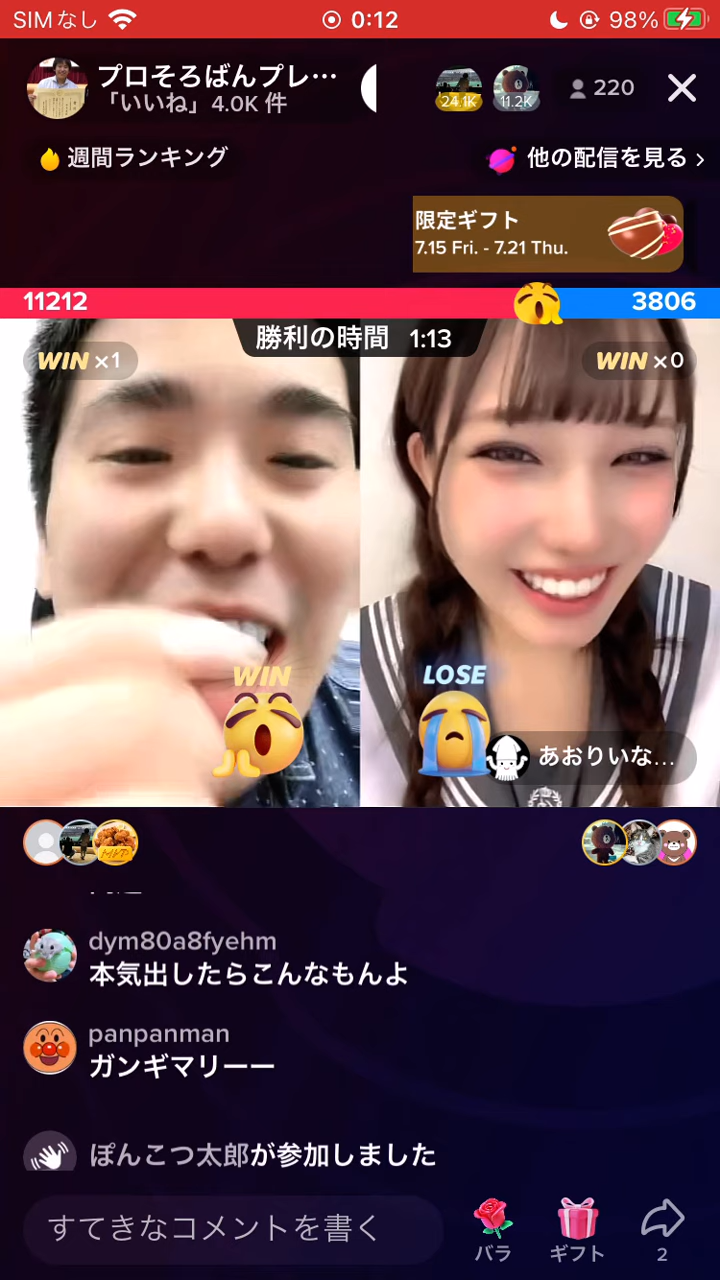 SIMなし 0:12 98%
プロそろばんプレ…
「いいね」4.0K 件
24.1K 11.2K 220
週間ランキング 他の配信を見る
限定ギフト
7.15 Fri. - 7.21 Thu.
11212 3806
勝利の時間 1:13
WIN ×1 WIN ×0
WIN LOSE
あおりいな…
dym80a8fyehm
本気出したらこんなもんよ
panpanman
ガンギマリーー
ぽんこつ太郎が参加しました
すてきなコメントを書く
バラ ギフト 2